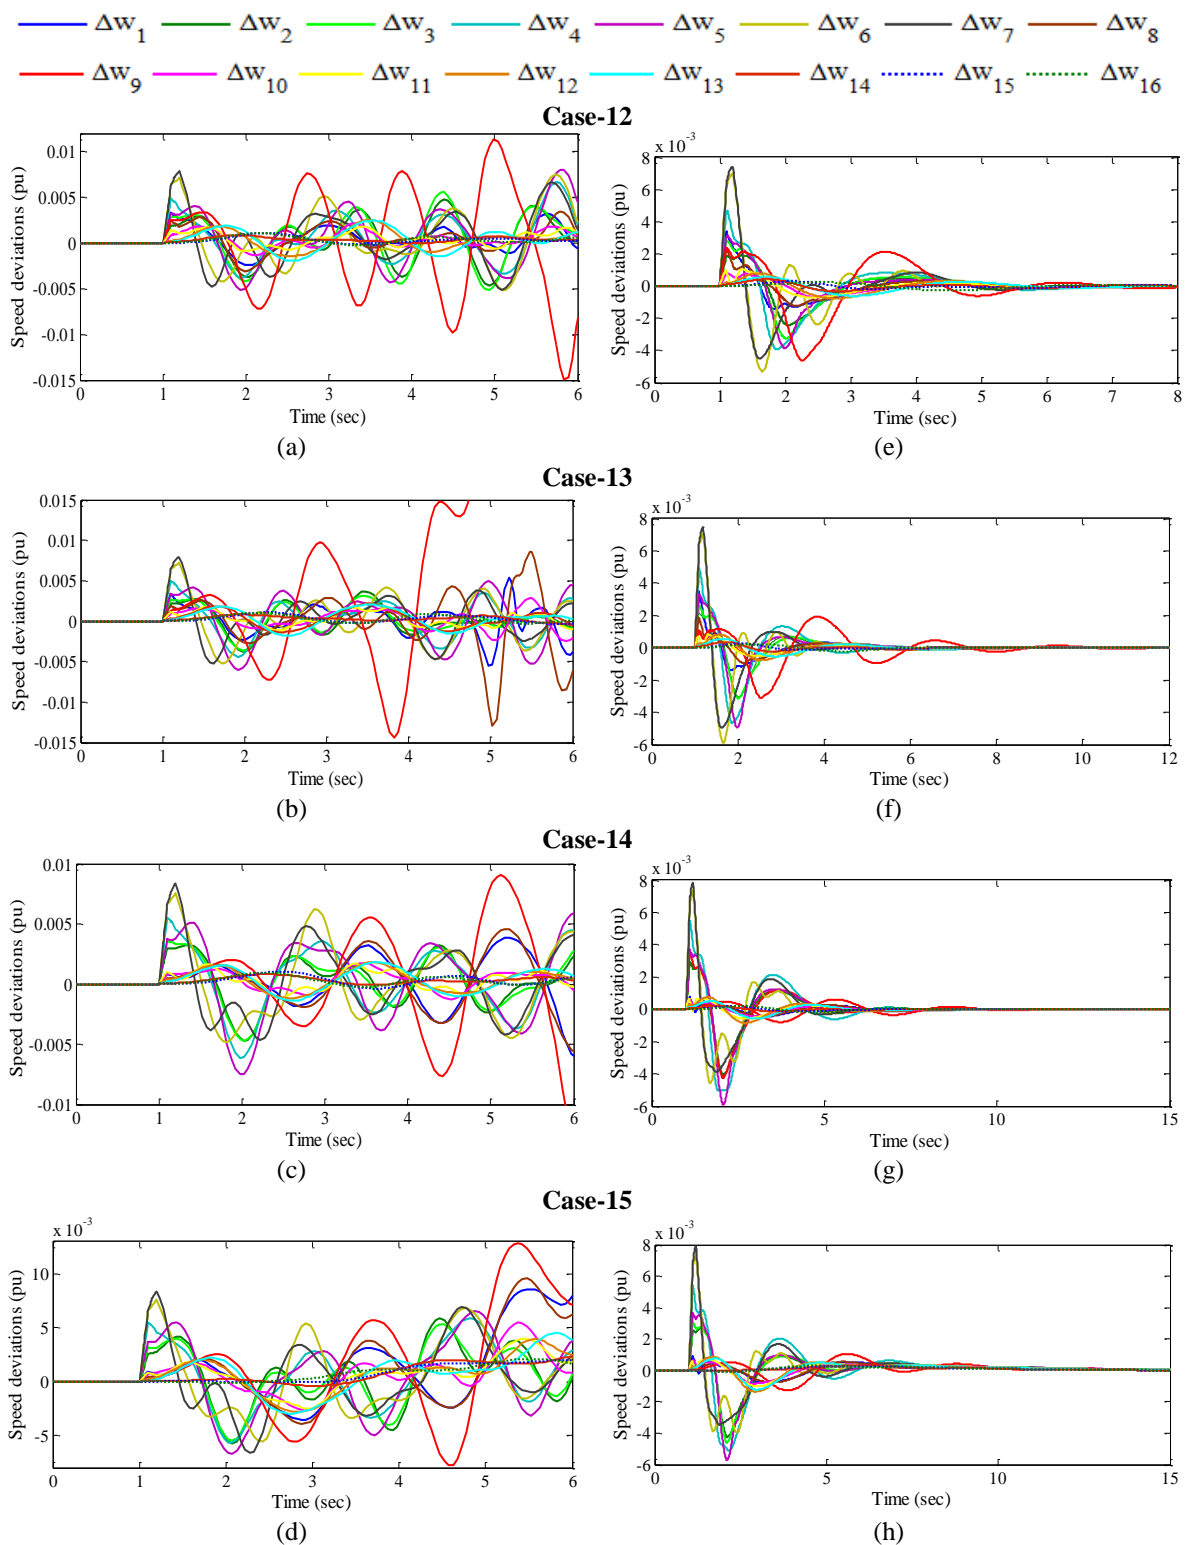 Δw1 Δw2 Δw3 Δw4 Δw5 Δw6 Δw7 Δw8
Δw9 Δw10 Δw11 Δw12 Δw13 Δw14 Δw15 Δw16
Case-12
Speed deviations (pu)
0.01
0.005
0
-0.005
-0.01
-0.015
0 1 2 3 4 5 6
Time (sec)
(a)
x 10-3
Speed deviations (pu)
8
6
4
2
0
-2
-4
-6
0 1 2 3 4 5 6 7 8
Time (sec)
(e)
Case-13
Speed deviations (pu)
0.015
0.01
0.005
0
-0.005
-0.01
-0.015
0 1 2 3 4 5 6
Time (sec)
(b)
x 10-3
Speed deviations (pu)
8
6
4
2
0
-2
-4
-6
0 2 4 6 8 10 12
Time (sec)
(f)
Case-14
Speed deviations (pu)
0.01
0.005
0
-0.005
-0.01
0 1 2 3 4 5 6
Time (sec)
(c)
x 10-3
Speed deviations (pu)
8
6
4
2
0
-2
-4
-6
0 5 10 15
Time (sec)
(g)
Case-15
x 10-3
Speed deviations (pu)
10
5
0
-5
0 1 2 3 4 5 6
Time (sec)
(d)
x 10-3
Speed deviations (pu)
8
6
4
2
0
-2
-4
-6
0 5 10 15
Time (sec)
(h)